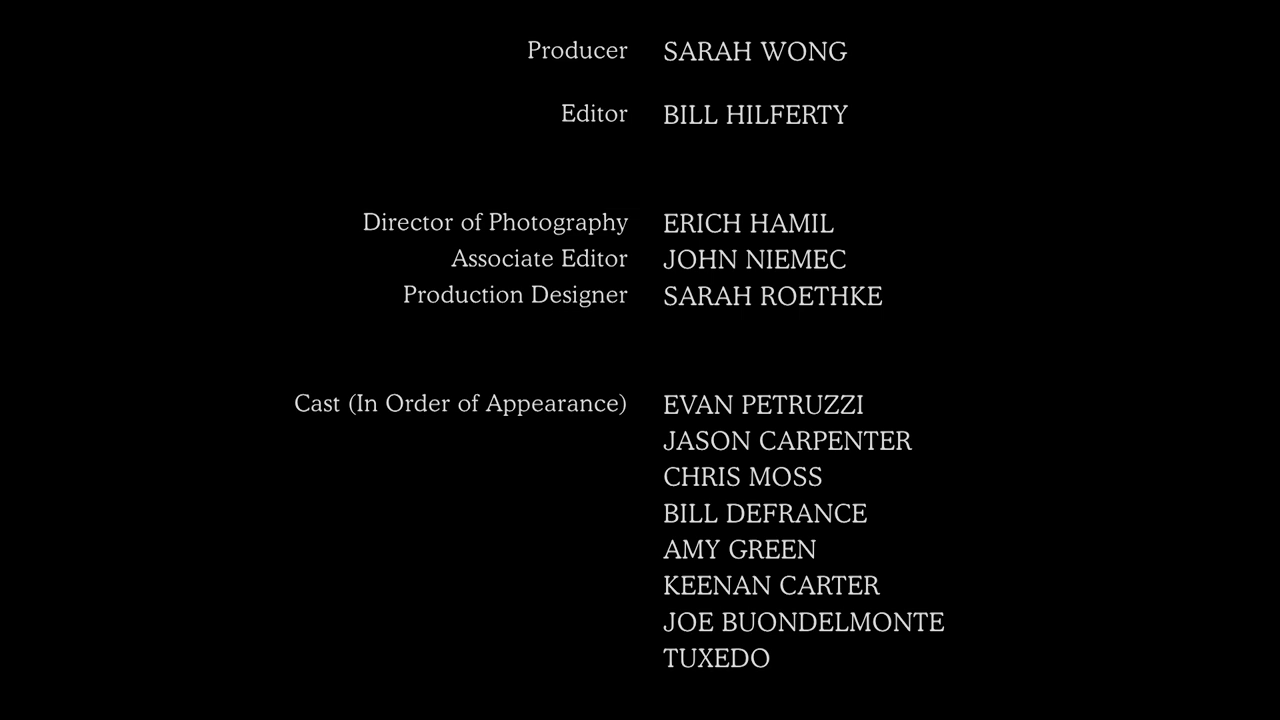 Producer SARAH WONG
Editor BILL HILFERTY
Director of Photography ERICH HAMIL
Associate Editor JOHN NIEMEC
Production Designer SARAH ROETHKE
Cast (In Order of Appearance) EVAN PETRUZZI
JASON CARPENTER
CHRIS MOSS
BILL DEFRANCE
AMY GREEN
KEENAN CARTER
JOE BUONDELMONTE
TUXEDO